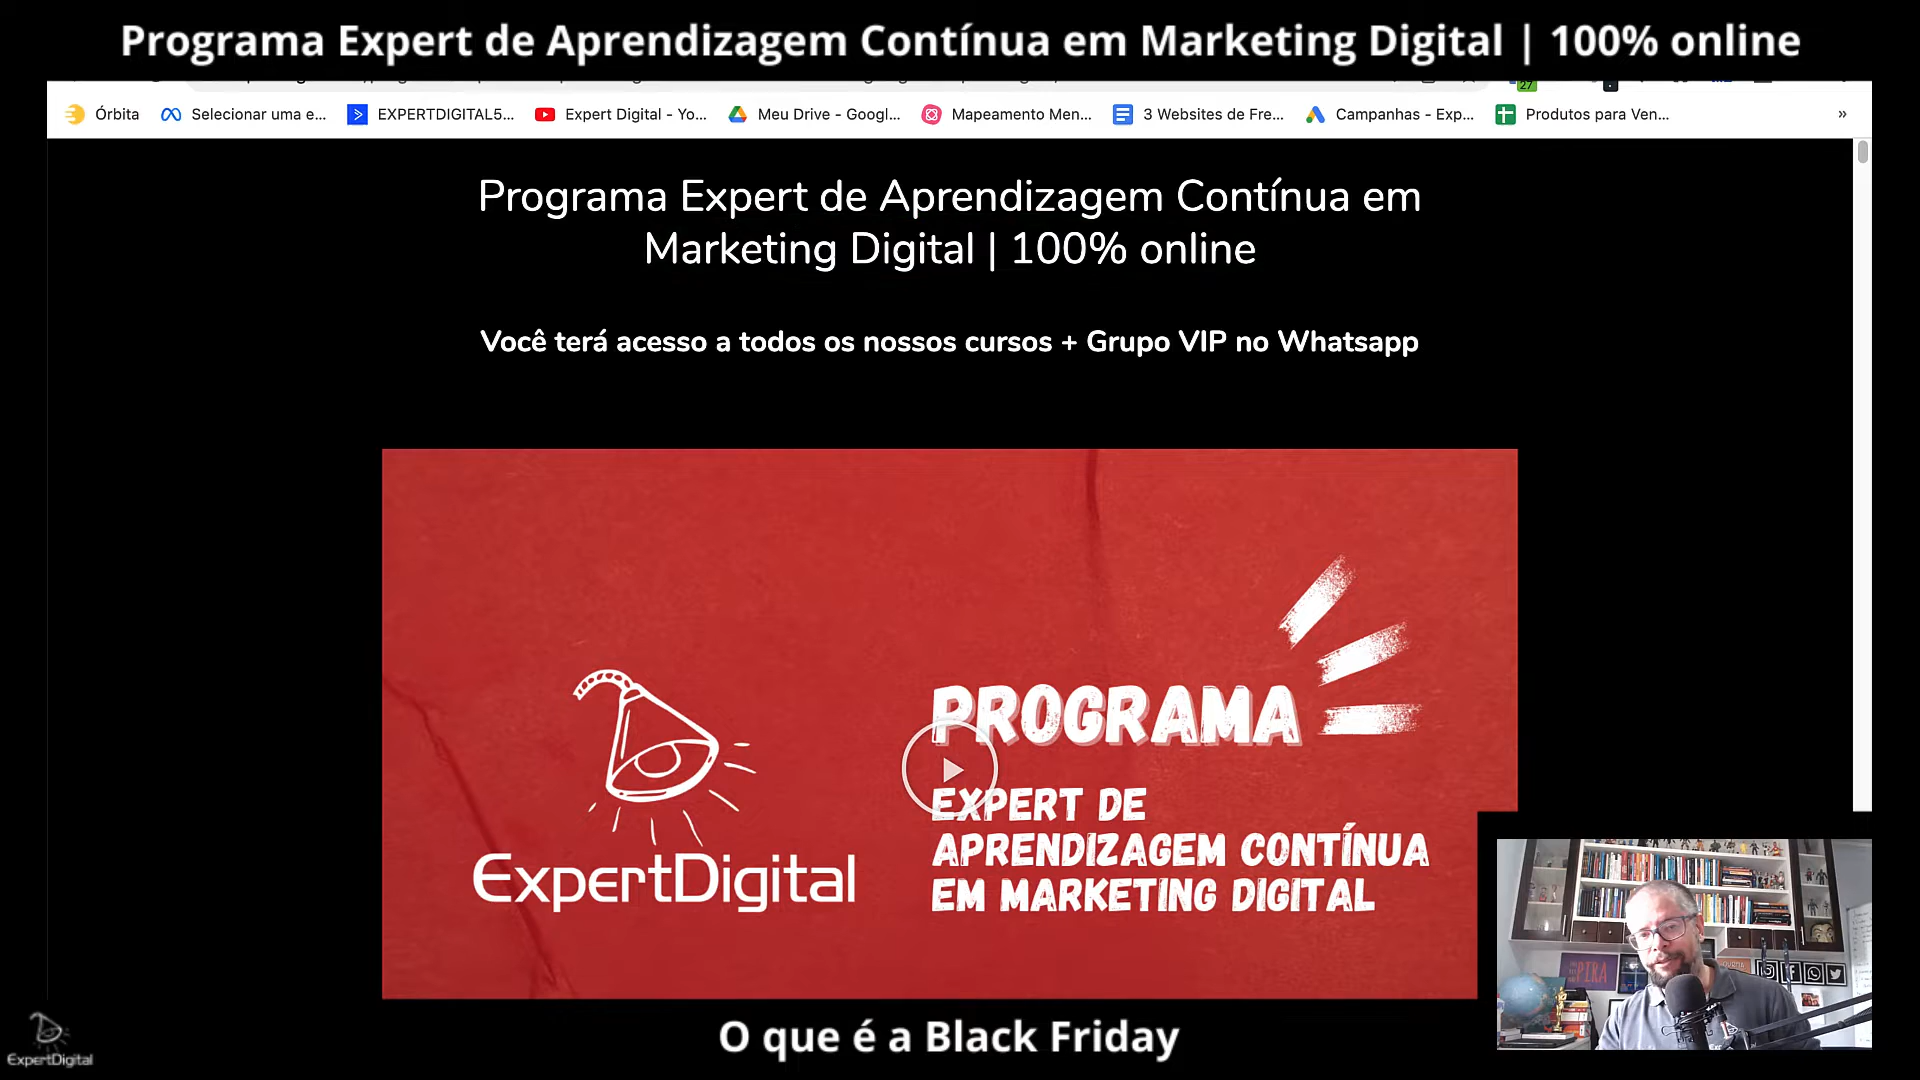 Programa Expert de Aprendizagem Contínua em Marketing Digital | 100% online
27
Órbita
Selecionar uma e...
EXPERTDIGITAL5...
Expert Digital - Yo...
Meu Drive - Googl...
Mapeamento Men...
3 Websites de Fre...
Campanhas - Exp...
Produtos para Ven...
»
Programa Expert de Aprendizagem Contínua em
Marketing Digital | 100% online
Você terá acesso a todos os nossos cursos + Grupo VIP no Whatsapp
ExpertDigital
PROGRAMA
EXPERT DE
APRENDIZAGEM CONTÍNUA
EM MARKETING DIGITAL
PIRA
ExpertDigital
O que é a Black Friday